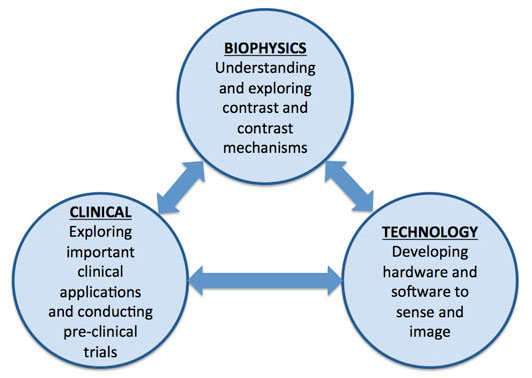 BIOPHYSICS
Understanding
and exploring
contrast and
contrast
mechanisms
CLINICAL
Exploring
important
clinical
applications
and conducting
pre-clinical
trials
TECHNOLOGY
Developing
hardware and
software to
sense and
image